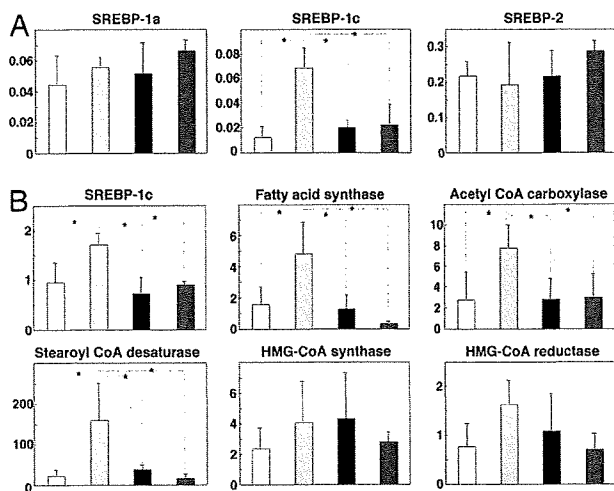 A
SREBP-1a
SREBP-1c
SREBP-2
0.06
0.04
0.02
0
0.08
0.06
0.04
0.02
0
* * *
0.3
0.2
0.1
0
B
SREBP-1c
Fatty acid synthase
Acetyl CoA carboxylase
2
1
0
* * *
6
4
2
0
* * *
10
8
6
4
2
0
* * *
Stearoyl CoA desaturase
HMG-CoA synthase
HMG-CoA reductase
200
100
0
* * *
6
4
2
0
2
1
0